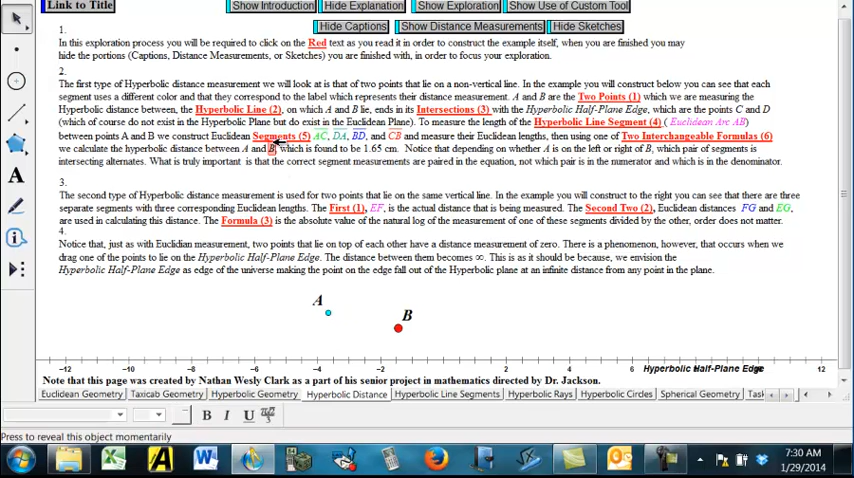 Link to Title
Show Introduction
Hide Explanation
Show Exploration
Show Use of Custom Tool
Hide Captions
Show Distance Measurements
Hide Sketches
1.
In this exploration process you will be required to click on the Red text as you read it in order to construct the example itself, when you are finished you may
hide the portions (Captions, Distance Measurements, or Sketches) you are finished with, in order to focus your exploration.
2.
The first type of Hyperbolic distance measurement we will look at is that of two points that lie on a non-vertical line. In the example you will construct below you can see that each
segment uses a different color and that they correspond to the label which represents their distance measurement. A and B are the Two Points (1) which we are measuring the
Hyperbolic distance between, the Hyperbolic Line (2), on which A and B lie, ends in its Intersections (3) with the Hyperbolic Half-Plane Edge, which are the points C and D
(which of course do not exist in the Hyperbolic Plane but do exist in the Euclidean Plane). To measure the length of the Hyperbolic Line Segment (4) ( Euclidean Arc AB)
between points A and B we construct Euclidean Segments (5) AC, DA, BD, and CB and measure their Euclidean lengths, then using one of Two Interchangeable Formulas (6)
we calculate the hyperbolic distance between A and B, which is found to be 1.65 cm. Notice that depending on whether A is on the left or right of B, which pair of segments is
intersecting alternates. What is truly important is that the correct segment measurements are paired in the equation, not which pair is in the numerator and which is in the denominator.
3.
The second type of Hyperbolic distance measurement is used for two points that lie on the same vertical line. In the example you will construct to the right you can see that there are three
separate segments with three corresponding Euclidean lengths. The First (1), EF, is the actual distance that is being measured. The Second Two (2), Euclidean distances FG and EG,
are used in calculating this distance. The Formula (3) is the absolute value of the natural log of the measurement of one of these segments divided by the other, order does not matter.
4.
Notice that, just as with Euclidian measurement, two points that lie on top of each other have a distance measurement of zero. There is a phenomenon, however, that occurs when we
drag one of the points to lie on the Hyperbolic Half-Plane Edge. The distance between them becomes ∞. This is as it should be because, we envision the
Hyperbolic Half-Plane Edge as edge of the universe making the point on the edge fall out of the Hyperbolic plane at an infinite distance from any point in the plane.
A
B
-12 -10 -8 -6 -4 -2 2 4 6 8 10 12
Hyperbolic Half-Plane Edge
Note that this page was created by Nathan Wesly Clark as a part of his senior project in mathematics directed by Dr. Jackson.
Euclidean Geometry Taxicab Geometry Hyperbolic Geometry Hyperbolic Distance Hyperbolic Line Segments Hyperbolic Rays Hyperbolic Circles Spherical Geometry Task
B I U
Press to reveal this object momentarily
7:30 AM
1/29/2014